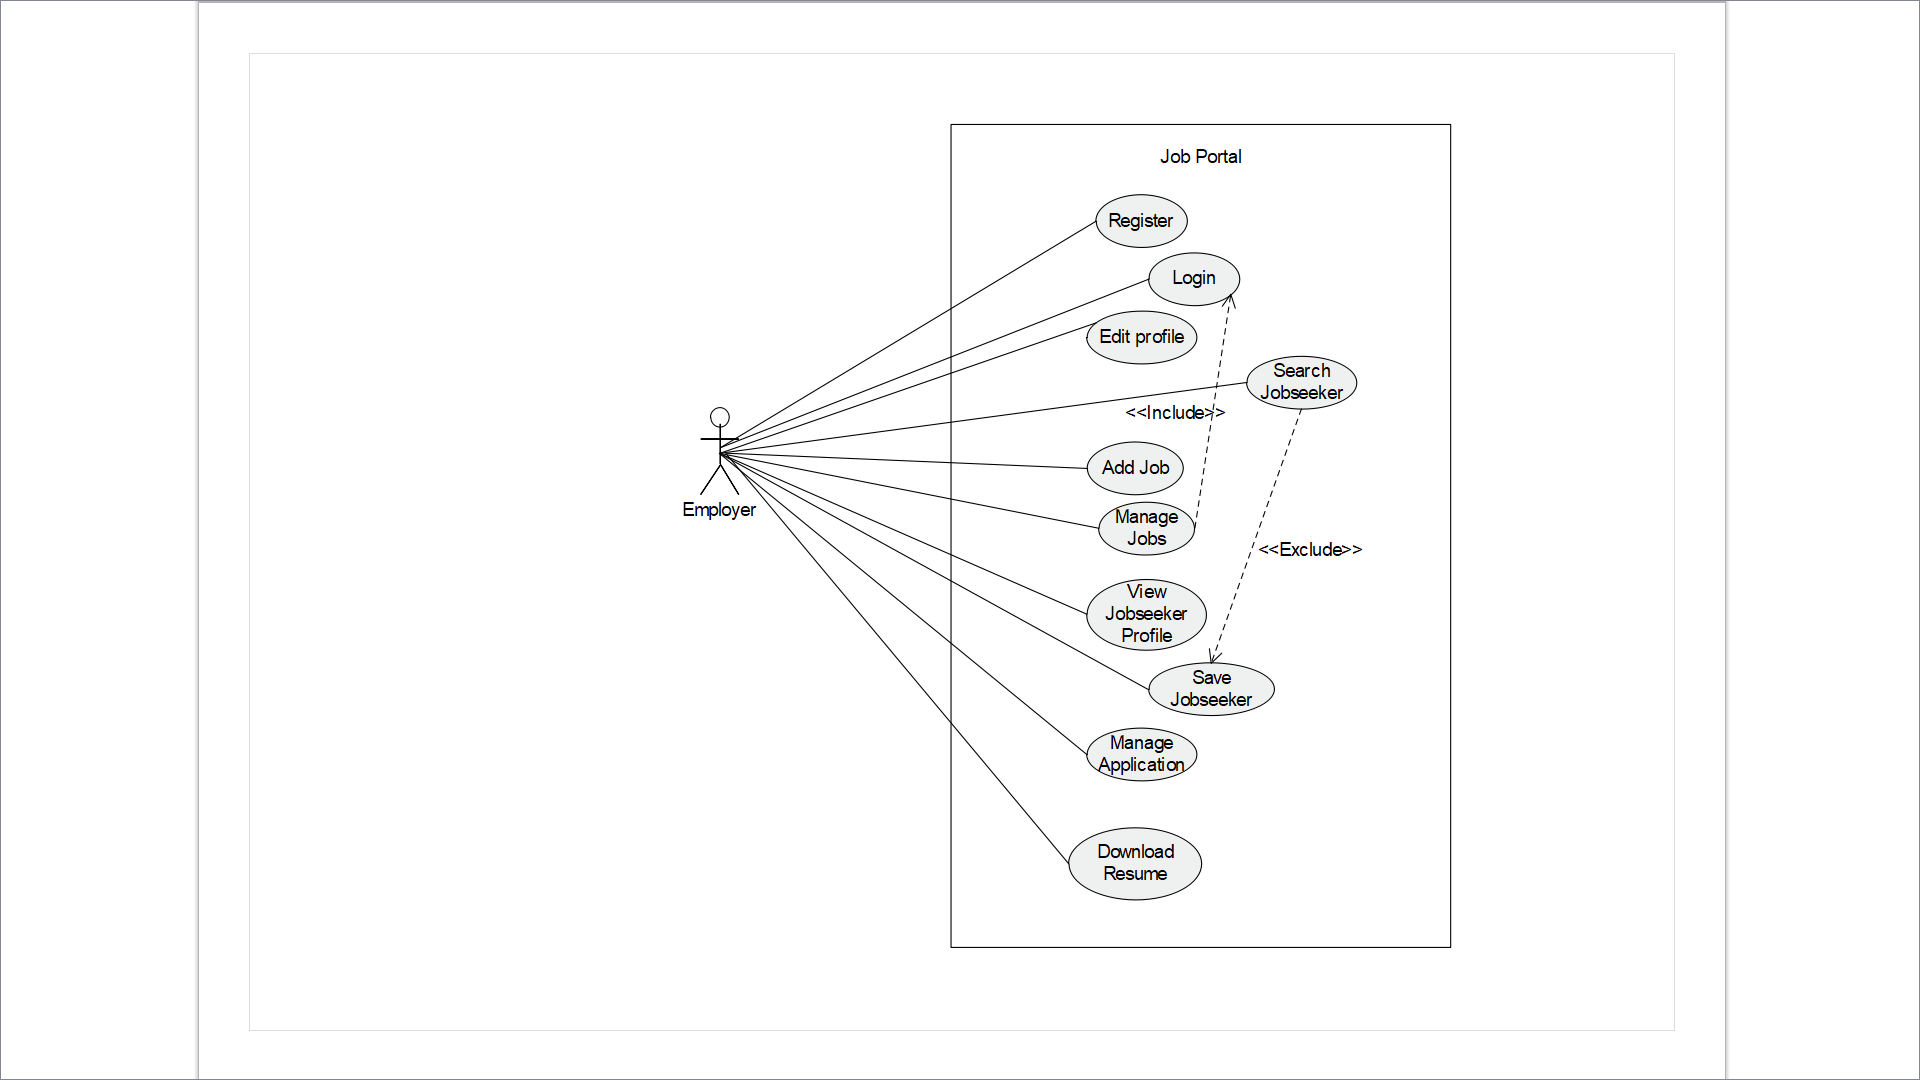 Job Portal
Register
Login
Edit profile
Search
Jobseeker
<<Include>>
Add Job
Employer
Manage
Jobs
<<Exclude>>
View
Jobseeker
Profile
Save
Jobseeker
Manage
Application
Download
Resume